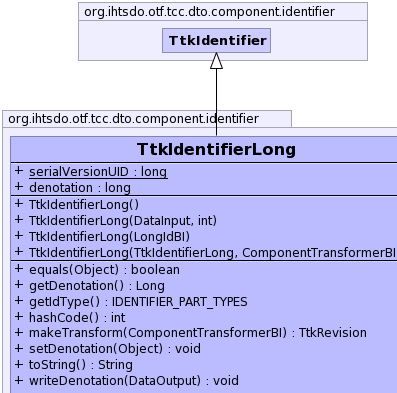 org.ihtsdo.otf.tcc.dto.component.identifier
TtkIdentifier
org.ihtsdo.otf.tcc.dto.component.identifier
TtkIdentifierLong
+ serialVersionUID : long
+ denotation : long
+ TtkIdentifierLong()
+ TtkIdentifierLong(DataInput, int)
+ TtkIdentifierLong(LongIdBI)
+ TtkIdentifierLong(TtkIdentifierLong, ComponentTransformerBI
+ equals(Object) : boolean
+ getDenotation() : Long
+ getIdType() : IDENTIFIER_PART_TYPES
+ hashCode() : int
+ makeTransform(ComponentTransformerBI) : TtkRevision
+ setDenotation(Object) : void
+ toString() : String
+ writeDenotation(DataOutput) : void